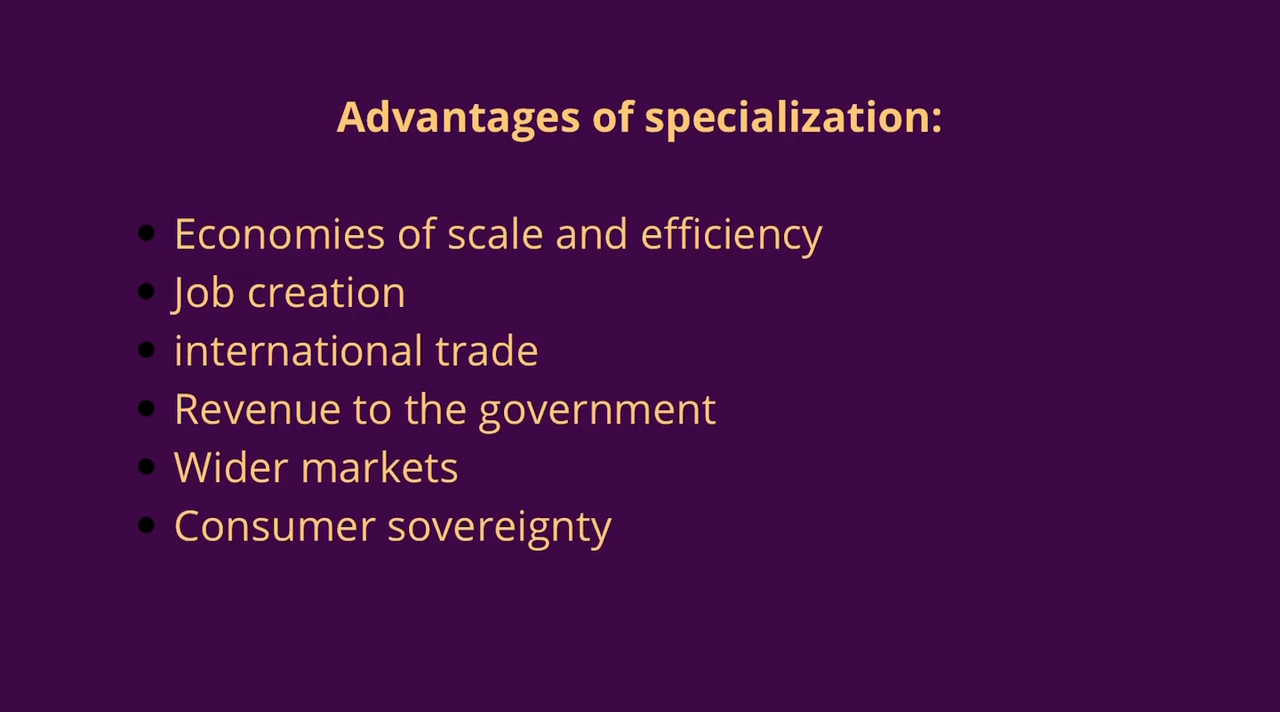 Advantages of specialization:
• Economies of scale and efficiency
• Job creation
• international trade
• Revenue to the government
• Wider markets
• Consumer sovereignty